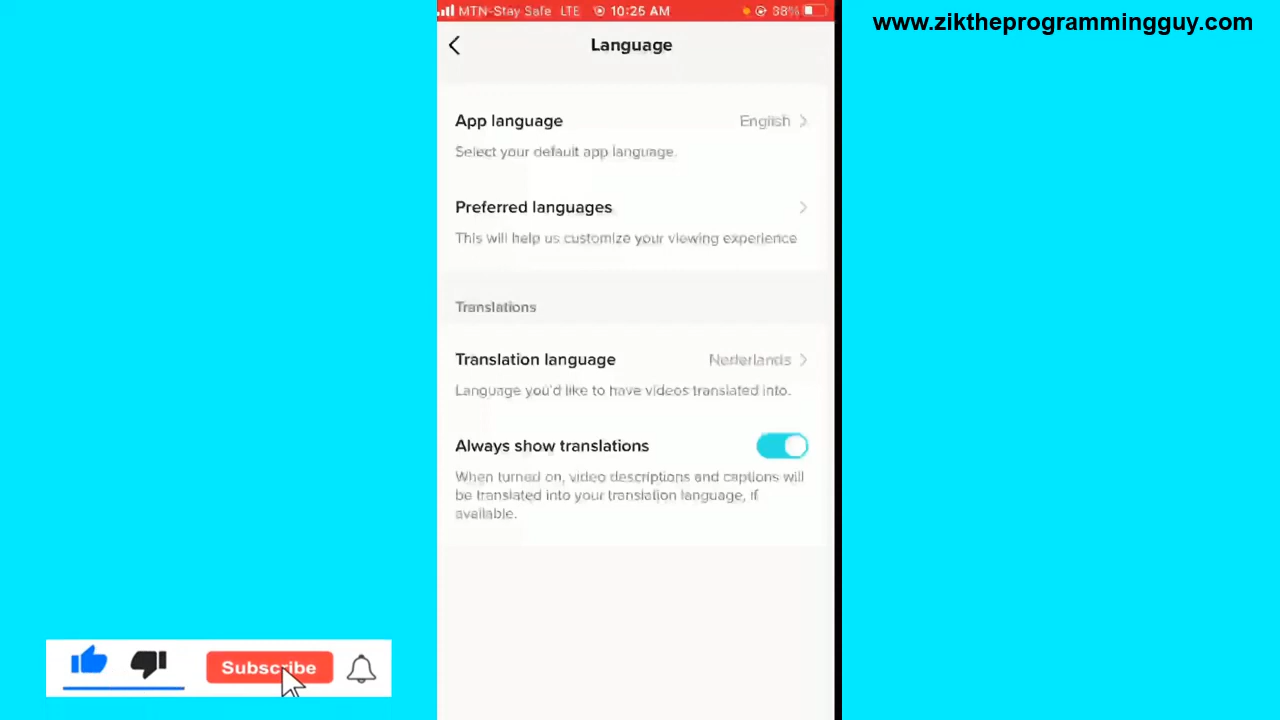 www.ziktheprogrammingguy.com
MTN-Stay Safe LTE 10:25 AM 38%
Language
App language English
Select your default app language.
Preferred languages
This will help us customize your viewing experience
Translations
Translation language Nederlands
Language you'd like to have videos translated into.
Always show translations
When turned on, video descriptions and captions will
be translated into your translation language, if
available.
Subscribe